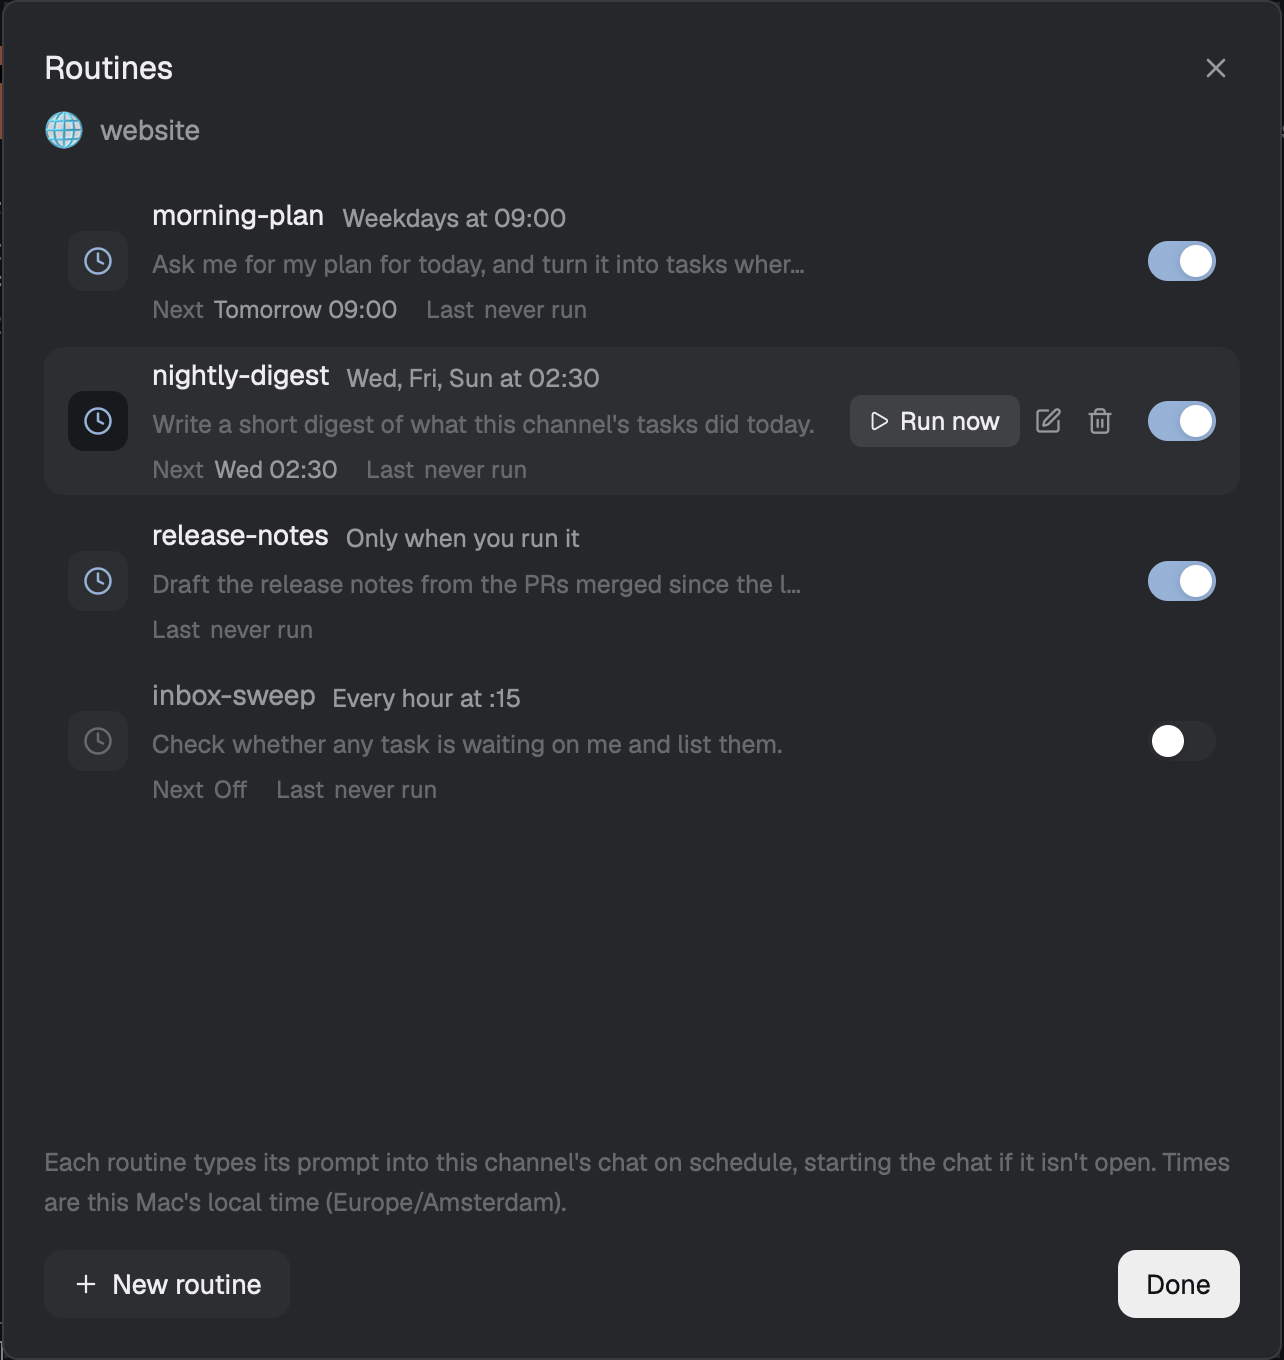 Routines
website
morning-plan Weekdays at 09:00
Ask me for my plan for today, and turn it into tasks wher...
Next Tomorrow 09:00 Last never run
nightly-digest Wed, Fri, Sun at 02:30
Write a short digest of what this channel's tasks did today.
Run now
Next Wed 02:30 Last never run
release-notes Only when you run it
Draft the release notes from the PRs merged since the l...
Last never run
inbox-sweep Every hour at :15
Check whether any task is waiting on me and list them.
Next Off Last never run
Each routine types its prompt into this channel's chat on schedule, starting the chat if it isn't open. Times
are this Mac's local time (Europe/Amsterdam).
New routine
Done